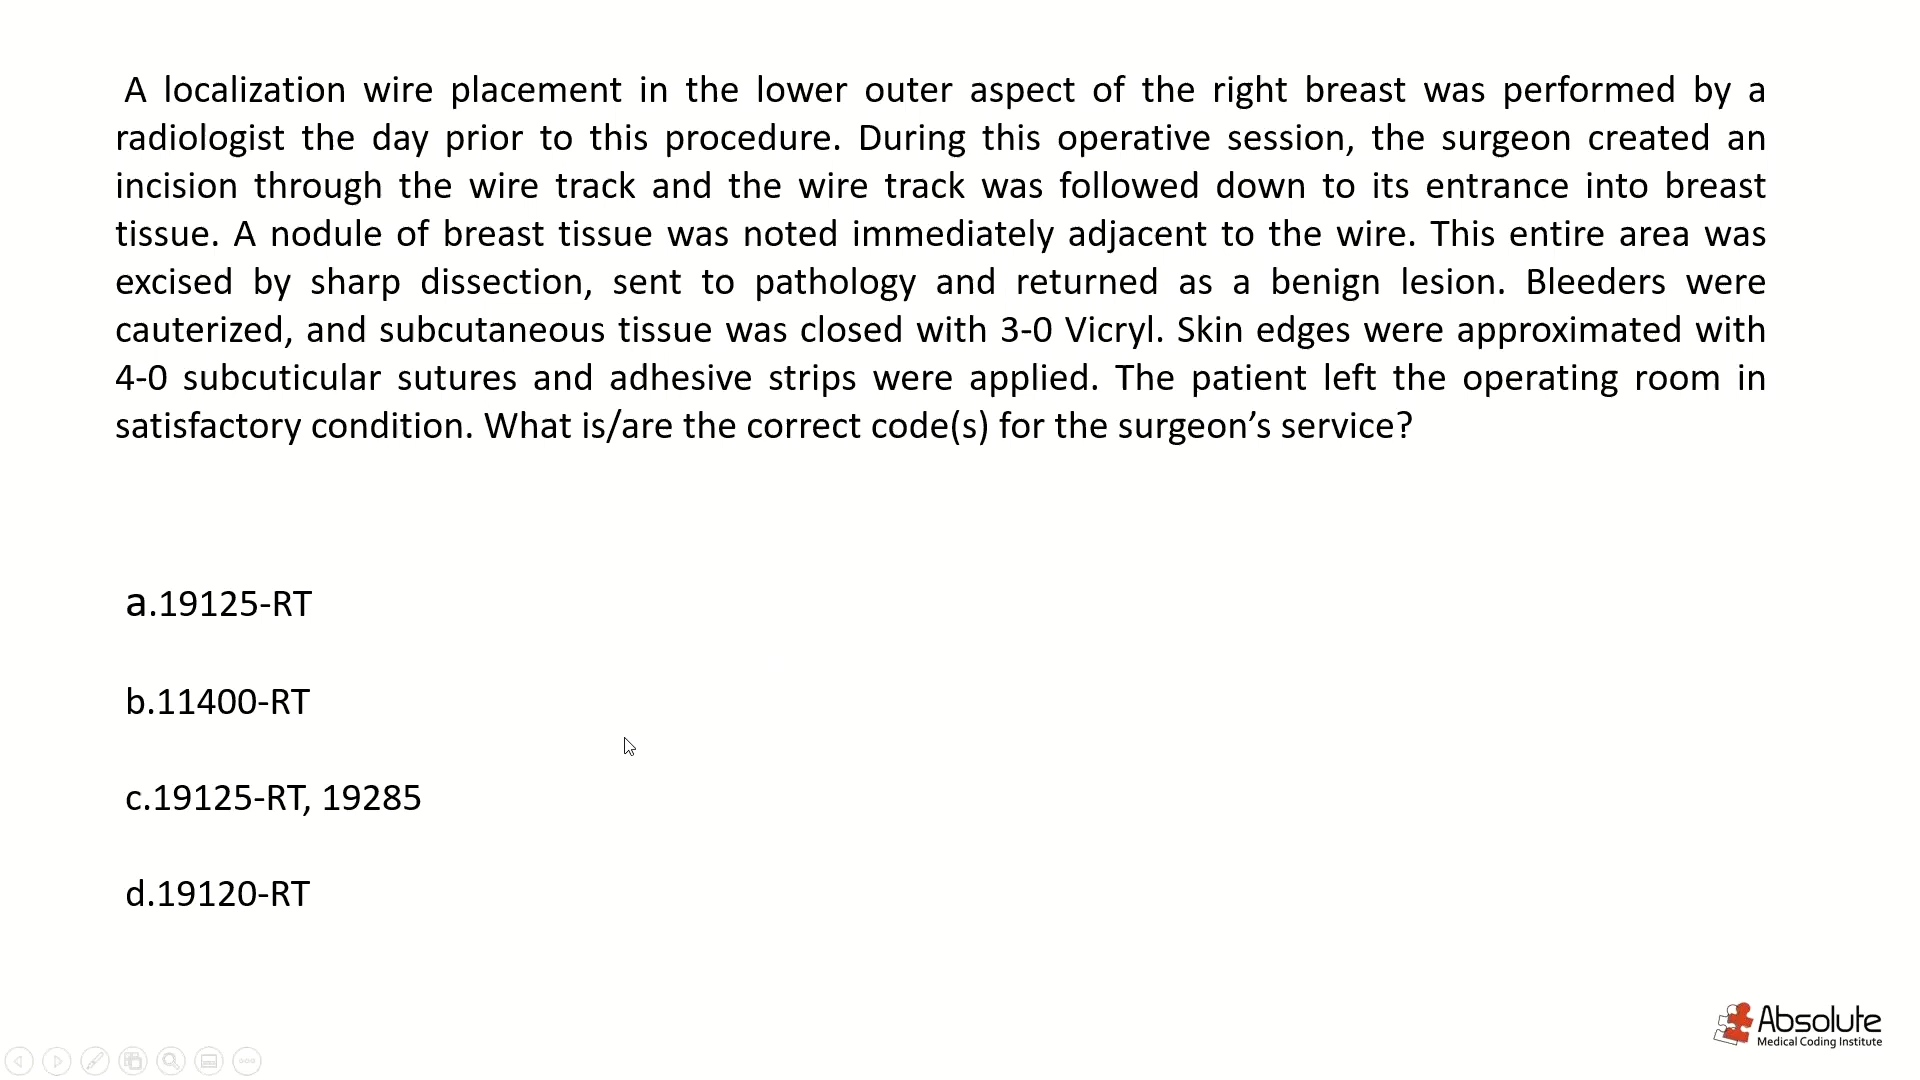 A localization wire placement in the lower outer aspect of the right breast was performed by a
radiologist the day prior to this procedure. During this operative session, the surgeon created an
incision through the wire track and the wire track was followed down to its entrance into breast
tissue. A nodule of breast tissue was noted immediately adjacent to the wire. This entire area was
excised by sharp dissection, sent to pathology and returned as a benign lesion. Bleeders were
cauterized, and subcutaneous tissue was closed with 3-0 Vicryl. Skin edges were approximated with
4-0 subcuticular sutures and adhesive strips were applied. The patient left the operating room in
satisfactory condition. What is/are the correct code(s) for the surgeon’s service?
a.19125-RT
b.11400-RT
c.19125-RT, 19285
d.19120-RT
Absolute
Medical Coding Institute